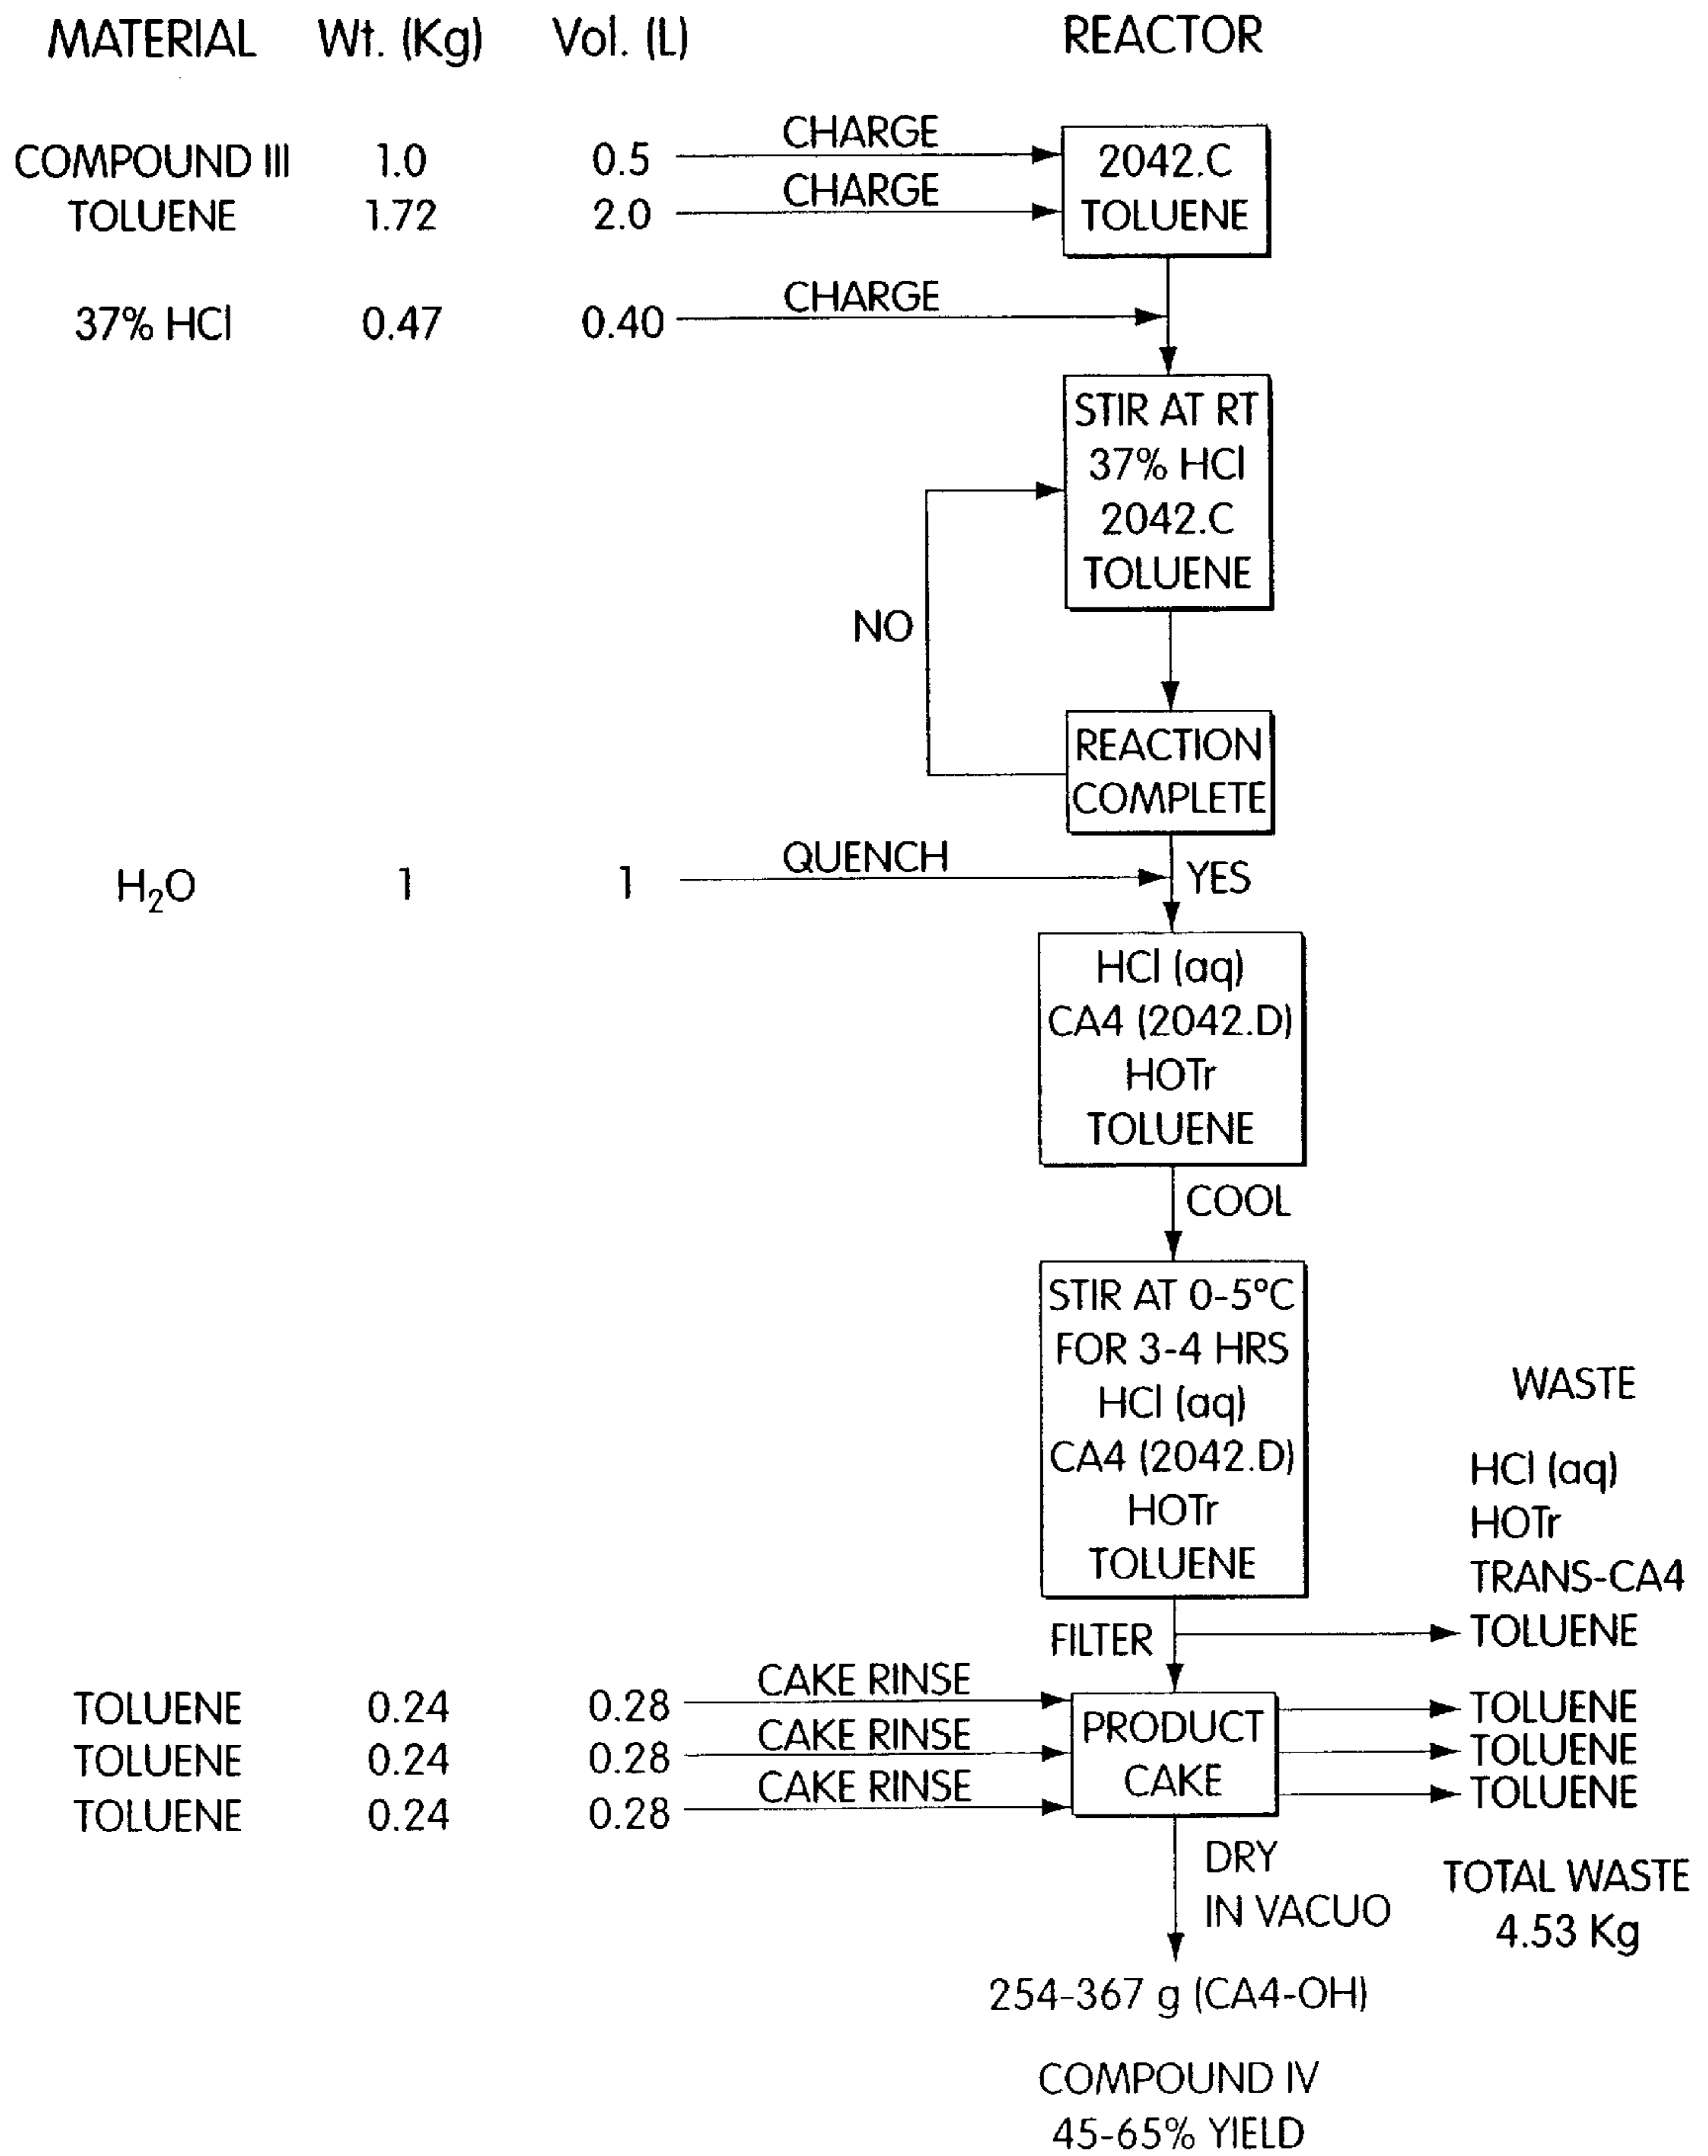 MATERIAL Wt. (Kg) Vol. (L) REACTOR
COMPOUND III 1.0 0.5 CHARGE 2042.C
TOLUENE 1.72 2.0 CHARGE TOLUENE
37% HCl 0.47 0.40 CHARGE
STIR AT RT
37% HCl
2042.C
TOLUENE
NO
REACTION
COMPLETE
H₂O 1 1 QUENCH YES
HCl (aq)
CA4 (2042.D)
HOTr
TOLUENE
COOL
STIR AT 0-5°C
FOR 3-4 HRS
HCl (aq)
CA4 (2042.D)
HOTr
TOLUENE
WASTE
HCl (aq)
HOTr
TRANS-CA4
FILTER TOLUENE
TOLUENE 0.24 0.28 CAKE RINSE PRODUCT TOLUENE
TOLUENE 0.24 0.28 CAKE RINSE CAKE TOLUENE
TOLUENE 0.24 0.28 CAKE RINSE TOLUENE
DRY
IN VACUO
TOTAL WASTE
4.53 Kg
254-367 g (CA4-OH)
COMPOUND IV
45-65% YIELD